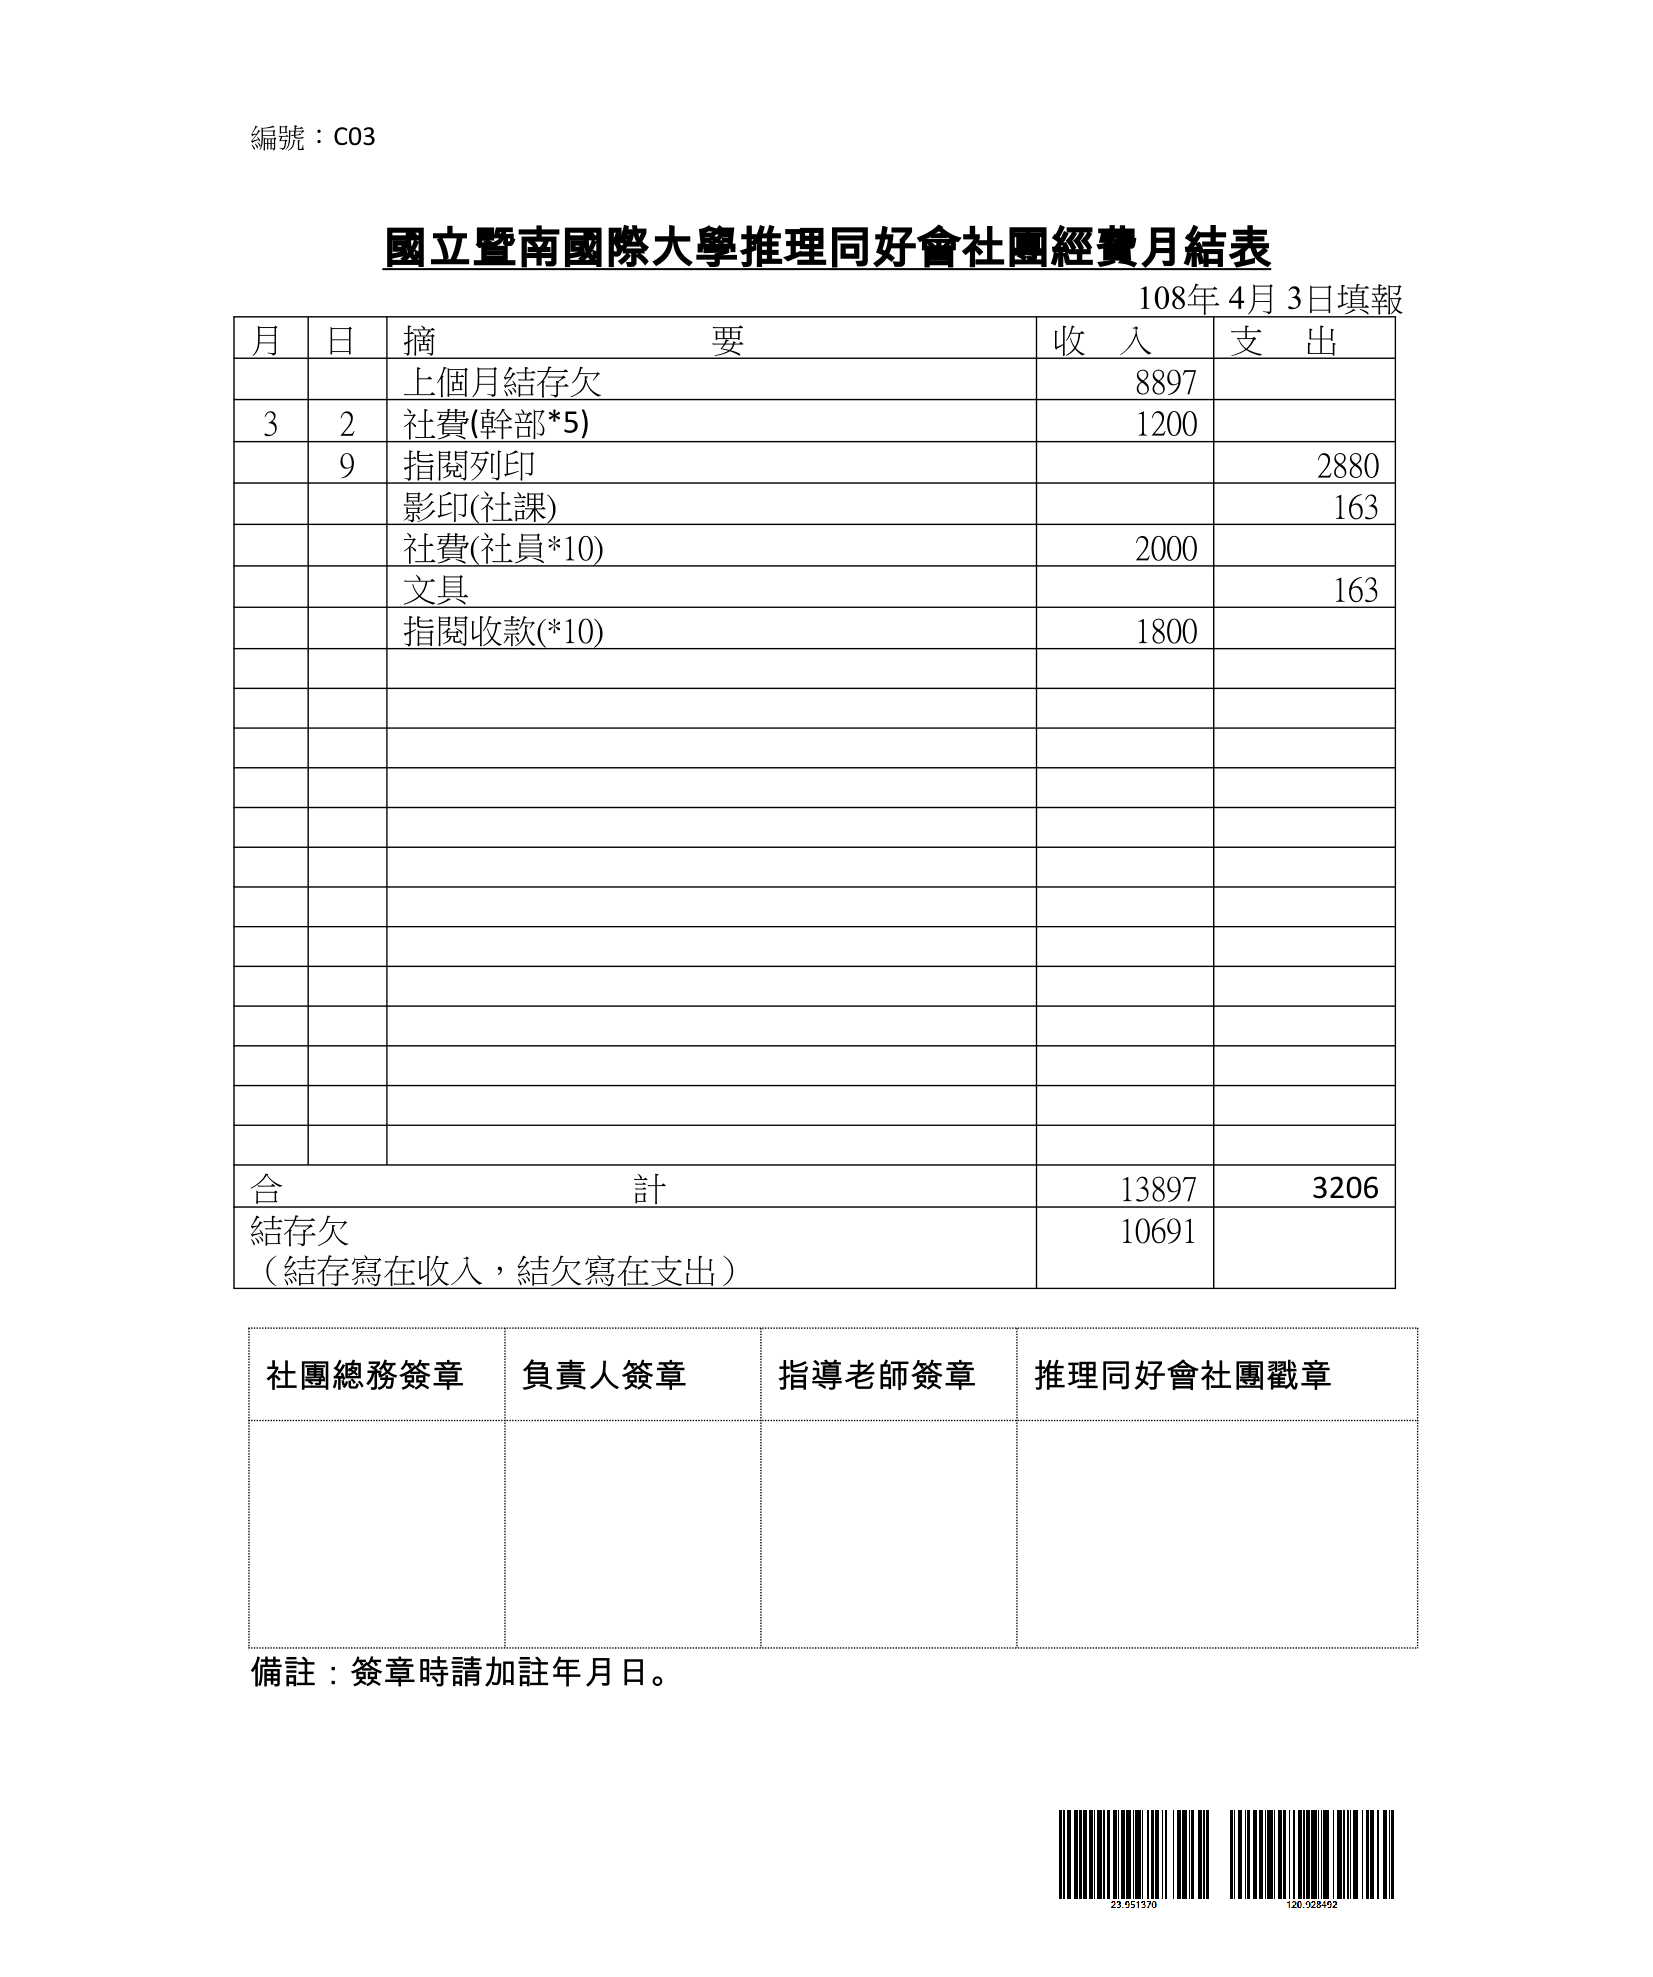 編號：C03
國立暨南國際大學推理同好會社團經費月結表
108年 4月 3日填報
月 日 摘 要 收 入 支 出
上個月結存欠 8897
3 2 社費(幹部*5) 1200
9 指閱列印 2880
影印(社課) 163
社費(社員*10) 2000
文具 163
指閱收款(*10) 1800
合 計 13897 3206
結存欠 10691
（結存寫在收入，結欠寫在支出）
社團總務簽章 負責人簽章 指導老師簽章 推理同好會社團戳章
備註：簽章時請加註年月日。
23.951370 120.928492